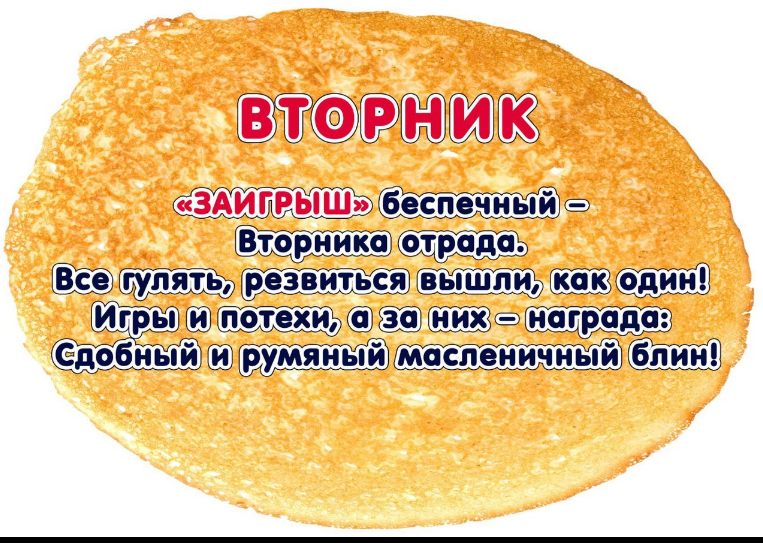 ВТОРНИК
«ЗАИГРЫШ» беспечный –
Вторника отрада.
Все гулять, резвиться вышли, как один!
Игры и потехи, а за них – награда:
Сдобный и румяный масленичный блин!